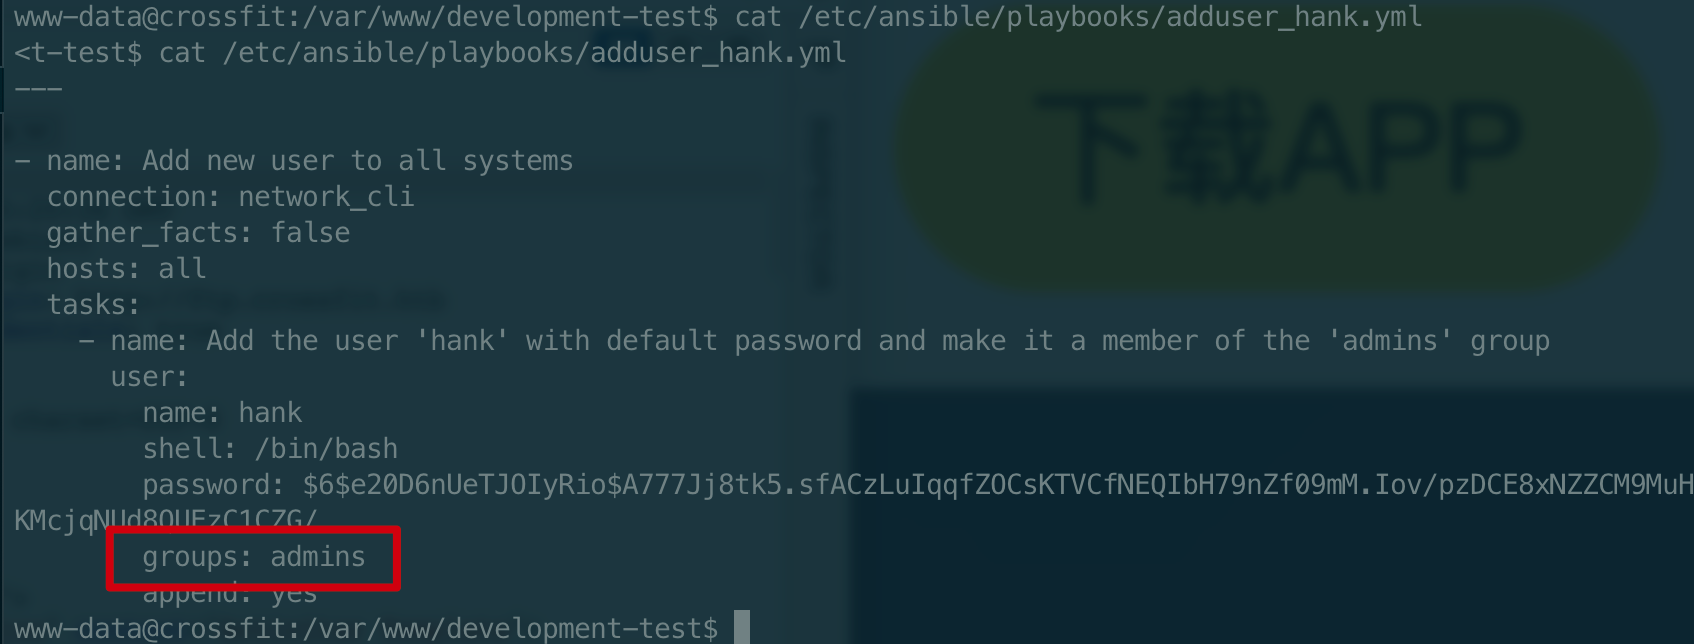 www-data@crossfit:/var/www/development-test$ cat /etc/ansible/playbooks/adduser_hank.yml
<t-test$ cat /etc/ansible/playbooks/adduser_hank.yml
---
- name: Add new user to all systems
connection: network_cli
gather_facts: false
hosts: all
tasks:
- name: Add the user 'hank' with default password and make it a member of the 'admins' group
user:
name: hank
shell: /bin/bash
password: $6$e20D6nUeTJOIyRio$A777Jj8tk5.sfACzLuIqqfZOCsKTVCfNEQIbH79nZf09mM.Iov/pzDCE8xNZZCM9MuH
KMcjqNUd8QUEzC1CZG/
groups: admins
append: yes
www-data@crossfit:/var/www/development-test$
下载APP